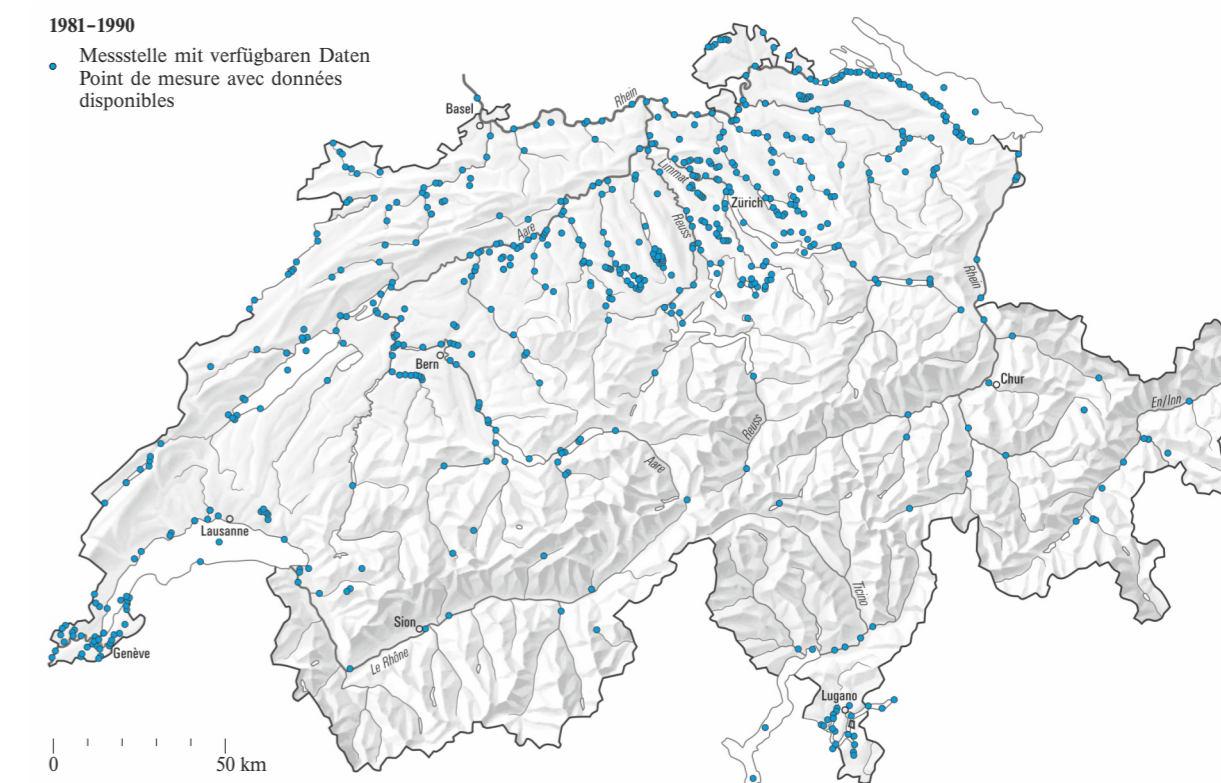 1981–1990
Messstelle mit verfügbaren Daten
Point de mesure avec données
disponibles
Basel
Rhein
Limmat
Zürich
Reuss
Aare
Rhein
Bern
Chur
En/Inn
Reuss
Aare
Lausanne
Ticino
Sion
Genève
Le Rhône
Lugano
0
50 km